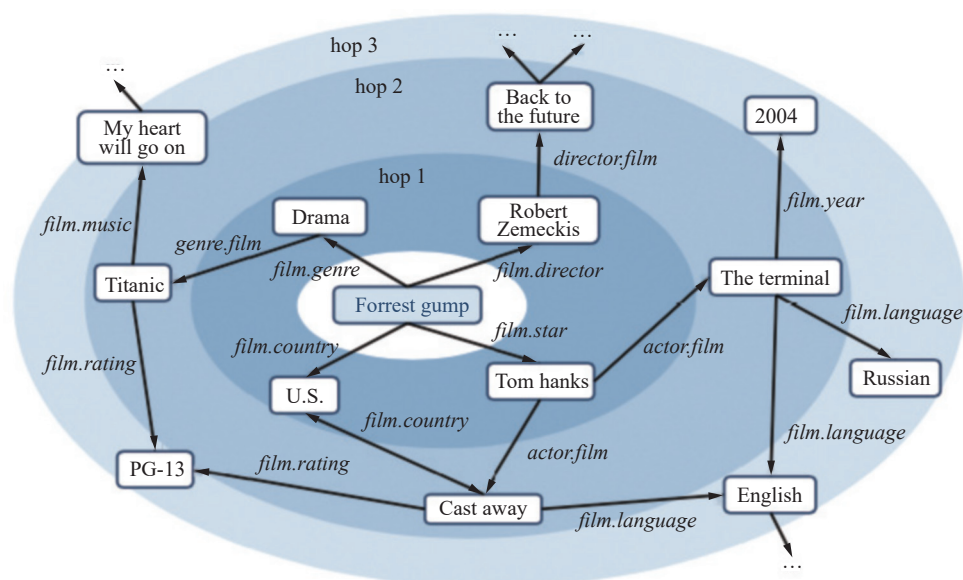 …
…
…
hop 3
hop 2
Back to
the future
2004
My heart
will go on
director.film
hop 1
film.year
Drama
Robert
Zemeckis
film.music
genre.film
film.genre
film.director
Titanic
The terminal
Forrest gump
film.language
film.country
film.star
film.rating
actor.film
Russian
U.S.
Tom hanks
film.country
film.language
actor.film
PG-13
film.rating
Cast away
English
film.language
…